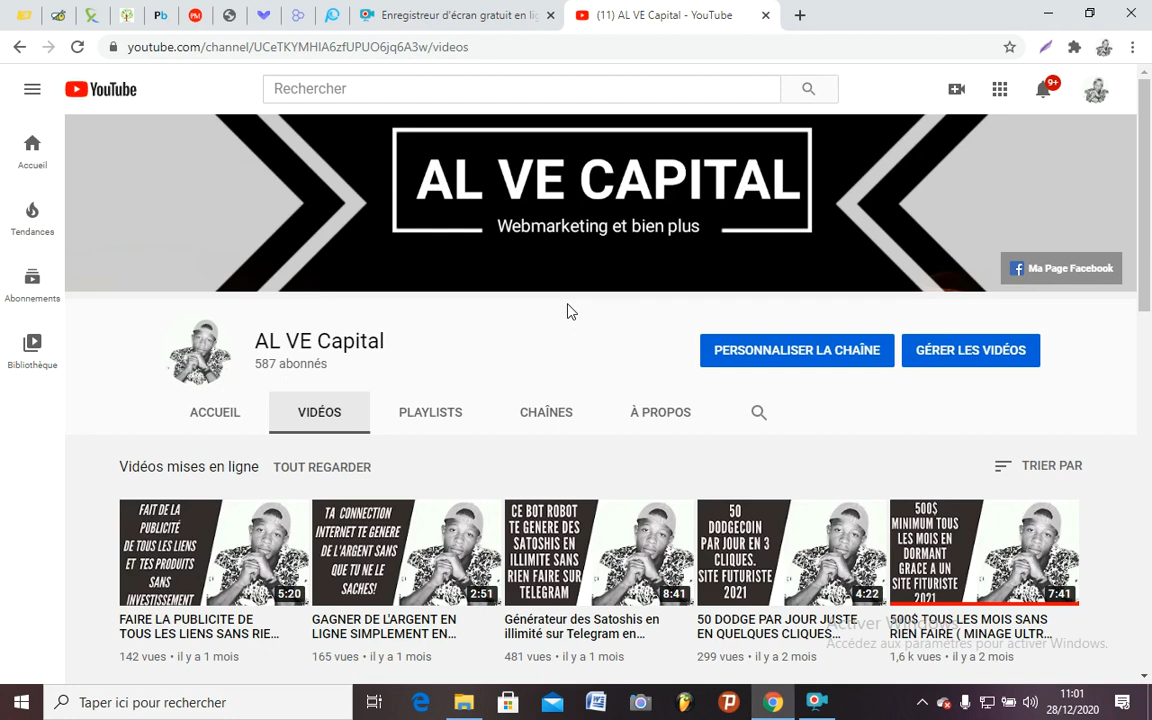 Pb
PM
Enregistreur d'écran gratuit en lig
(11) AL VE Capital - YouTube
youtube.com/channel/UCeTKYMHIA6zfUPUO6jq6A3w/videos
YouTube
Rechercher
9+
AL VE CAPITAL
Webmarketing et bien plus
Ma Page Facebook
Accueil
Tendances
Abonnements
Bibliothèque
AL VE Capital
587 abonnés
PERSONNALISER LA CHAÎNE
GÉRER LES VIDÉOS
ACCUEIL
VIDÉOS
PLAYLISTS
CHAÎNES
À PROPOS
Vidéos mises en ligne
TOUT REGARDER
TRIER PAR
FAIT DE LA
PUBLICITÉ
DE TOUS LES LIENS
ET TES PRODUITS
SANS
INVESTISSEMENT
5:20
TA CONNECTION
INTERNET TE GENERE
DE L'ARGENT SANS
QUE TU NE LE
SACHES!
2:51
CE BOT ROBOT
TE GENERE DES
SATOSHIS EN
ILLIMITE SANS
RIEN FAIRE SUR
TELEGRAM
8:41
50
DODGECOIN
PAR JOUR EN 3
CLIQUES.
SITE FUTURISTE
2021
4:22
500$
MINIMUM TOUS
LES MOIS EN
DORMANT
GRACE A UN
SITE FUTURISTE
2021
7:41
FAIRE LA PUBLICITE DE
TOUS LES LIENS SANS RIE...
142 vues • il y a 1 mois
GAGNER DE L'ARGENT EN
LIGNE SIMPLEMENT EN...
165 vues • il y a 1 mois
Générateur des Satoshis en
illimité sur Telegram en...
481 vues • il y a 1 mois
50 DODGE PAR JOUR JUSTE
EN QUELQUES CLIQUES...
299 vues • il y a 2 mois
500$ TOUS LES MOIS SANS
RIEN FAIRE ( MINAGE ULTR...
1,6 k vues • il y a 2 mois
Activer Windows
Accédez aux paramètres pour activer Windows.
Taper ici pour rechercher
11:01
28/12/2020